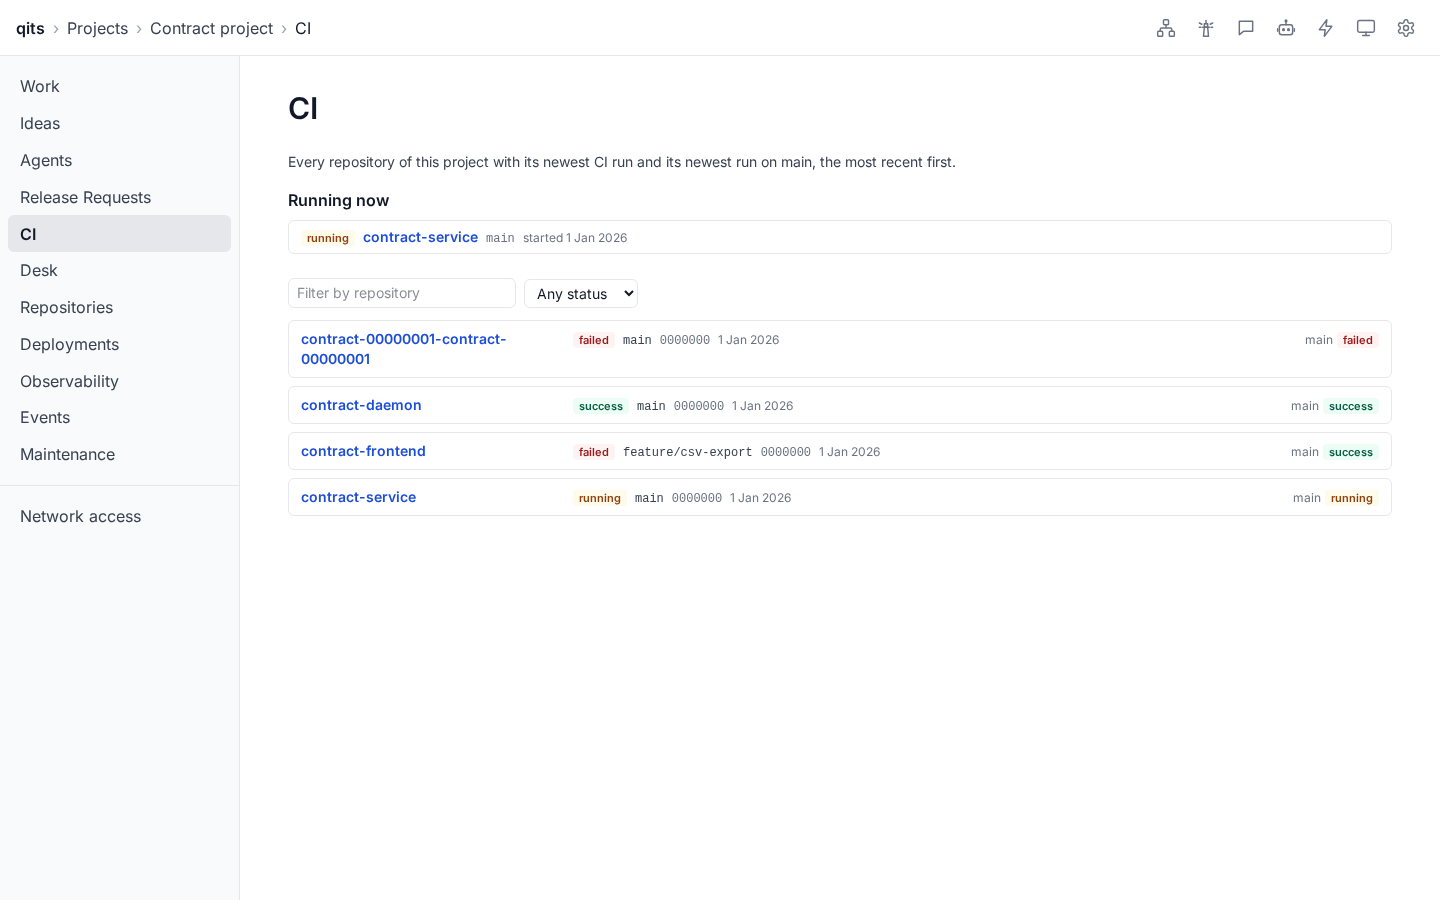 qits › Projects › Contract project › CI
Work
Ideas
Agents
Release Requests
CI
Desk
Repositories
Deployments
Observability
Events
Maintenance
Network access
CI
Every repository of this project with its newest CI run and its newest run on main, the most recent first.
Running now
running contract-service main started 1 Jan 2026
Filter by repository Any status
contract-00000001-contract-
00000001 failed main 0000000 1 Jan 2026 main failed
contract-daemon success main 0000000 1 Jan 2026 main success
contract-frontend failed feature/csv-export 0000000 1 Jan 2026 main success
contract-service running main 0000000 1 Jan 2026 main running